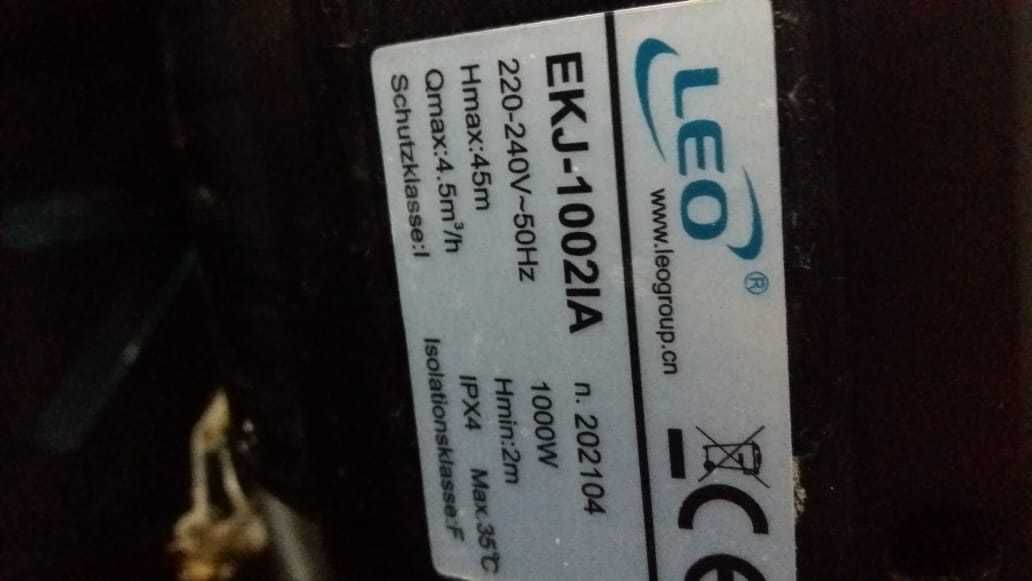 LEO®
www.leogroup.cn
CE
EKJ-1002IA n. 202104
220-240V~50Hz 1000W
Hmax:45m Hmin:2m
Qmax:4.5m³/h IPX4 Max.35℃
Schutzklasse:I Isolationsklasse:F